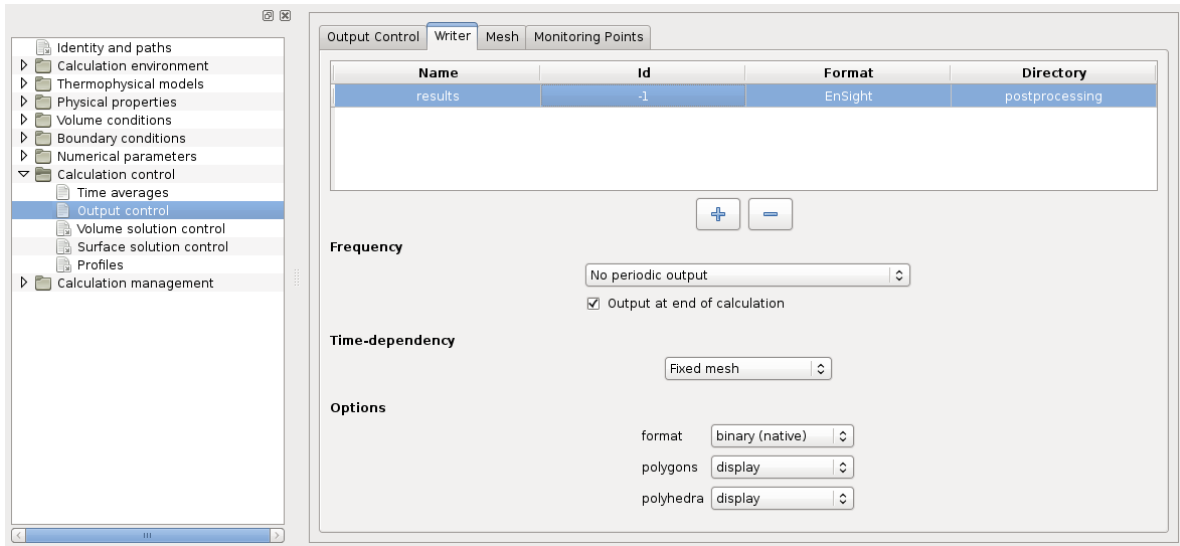 Identity and paths
Calculation environment
Thermophysical models
Physical properties
Volume conditions
Boundary conditions
Numerical parameters
Calculation control
Time averages
Output control
Volume solution control
Surface solution control
Profiles
Calculation management
Output Control Writer Mesh Monitoring Points
Name Id Format Directory
results -1 EnSight postprocessing
Frequency
No periodic output
Output at end of calculation
Time-dependency
Fixed mesh
Options
format binary (native)
polygons display
polyhedra display